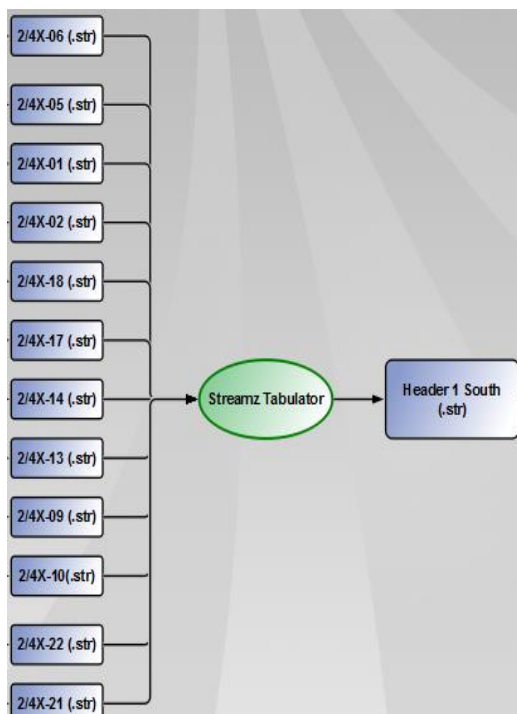 2/4X-06 (.str)
2/4X-05 (.str)
2/4X-01 (.str)
2/4X-02 (.str)
2/4X-18 (.str)
2/4X-17 (.str)
2/4X-14 (.str)
2/4X-13 (.str)
2/4X-09 (.str)
2/4X-10(.str)
2/4X-22 (.str)
2/4X-21 (.str)
Streamz Tabulator
Header 1 South
(.str)